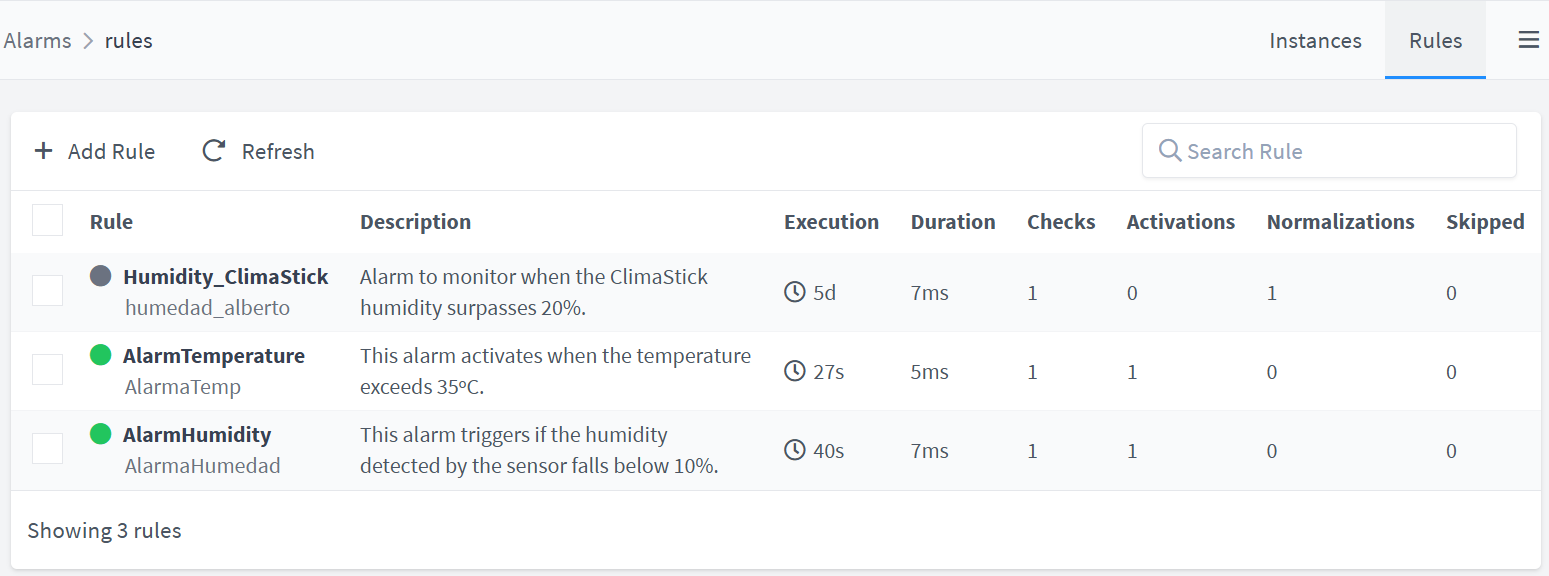 Alarms > rules Instances Rules
Add Rule Refresh Search Rule
Rule Description Execution Duration Checks Activations Normalizations Skipped
Humidity_ClimaStick Alarm to monitor when the ClimaStick
humedad_alberto humidity surpasses 20%. 5d 7ms 1 0 1 0
AlarmTemperature This alarm activates when the temperature
AlarmaTemp exceeds 35ºC. 27s 5ms 1 1 0 0
AlarmHumidity This alarm triggers if the humidity
AlarmaHumedad detected by the sensor falls below 10%. 40s 7ms 1 1 0 0
Showing 3 rules